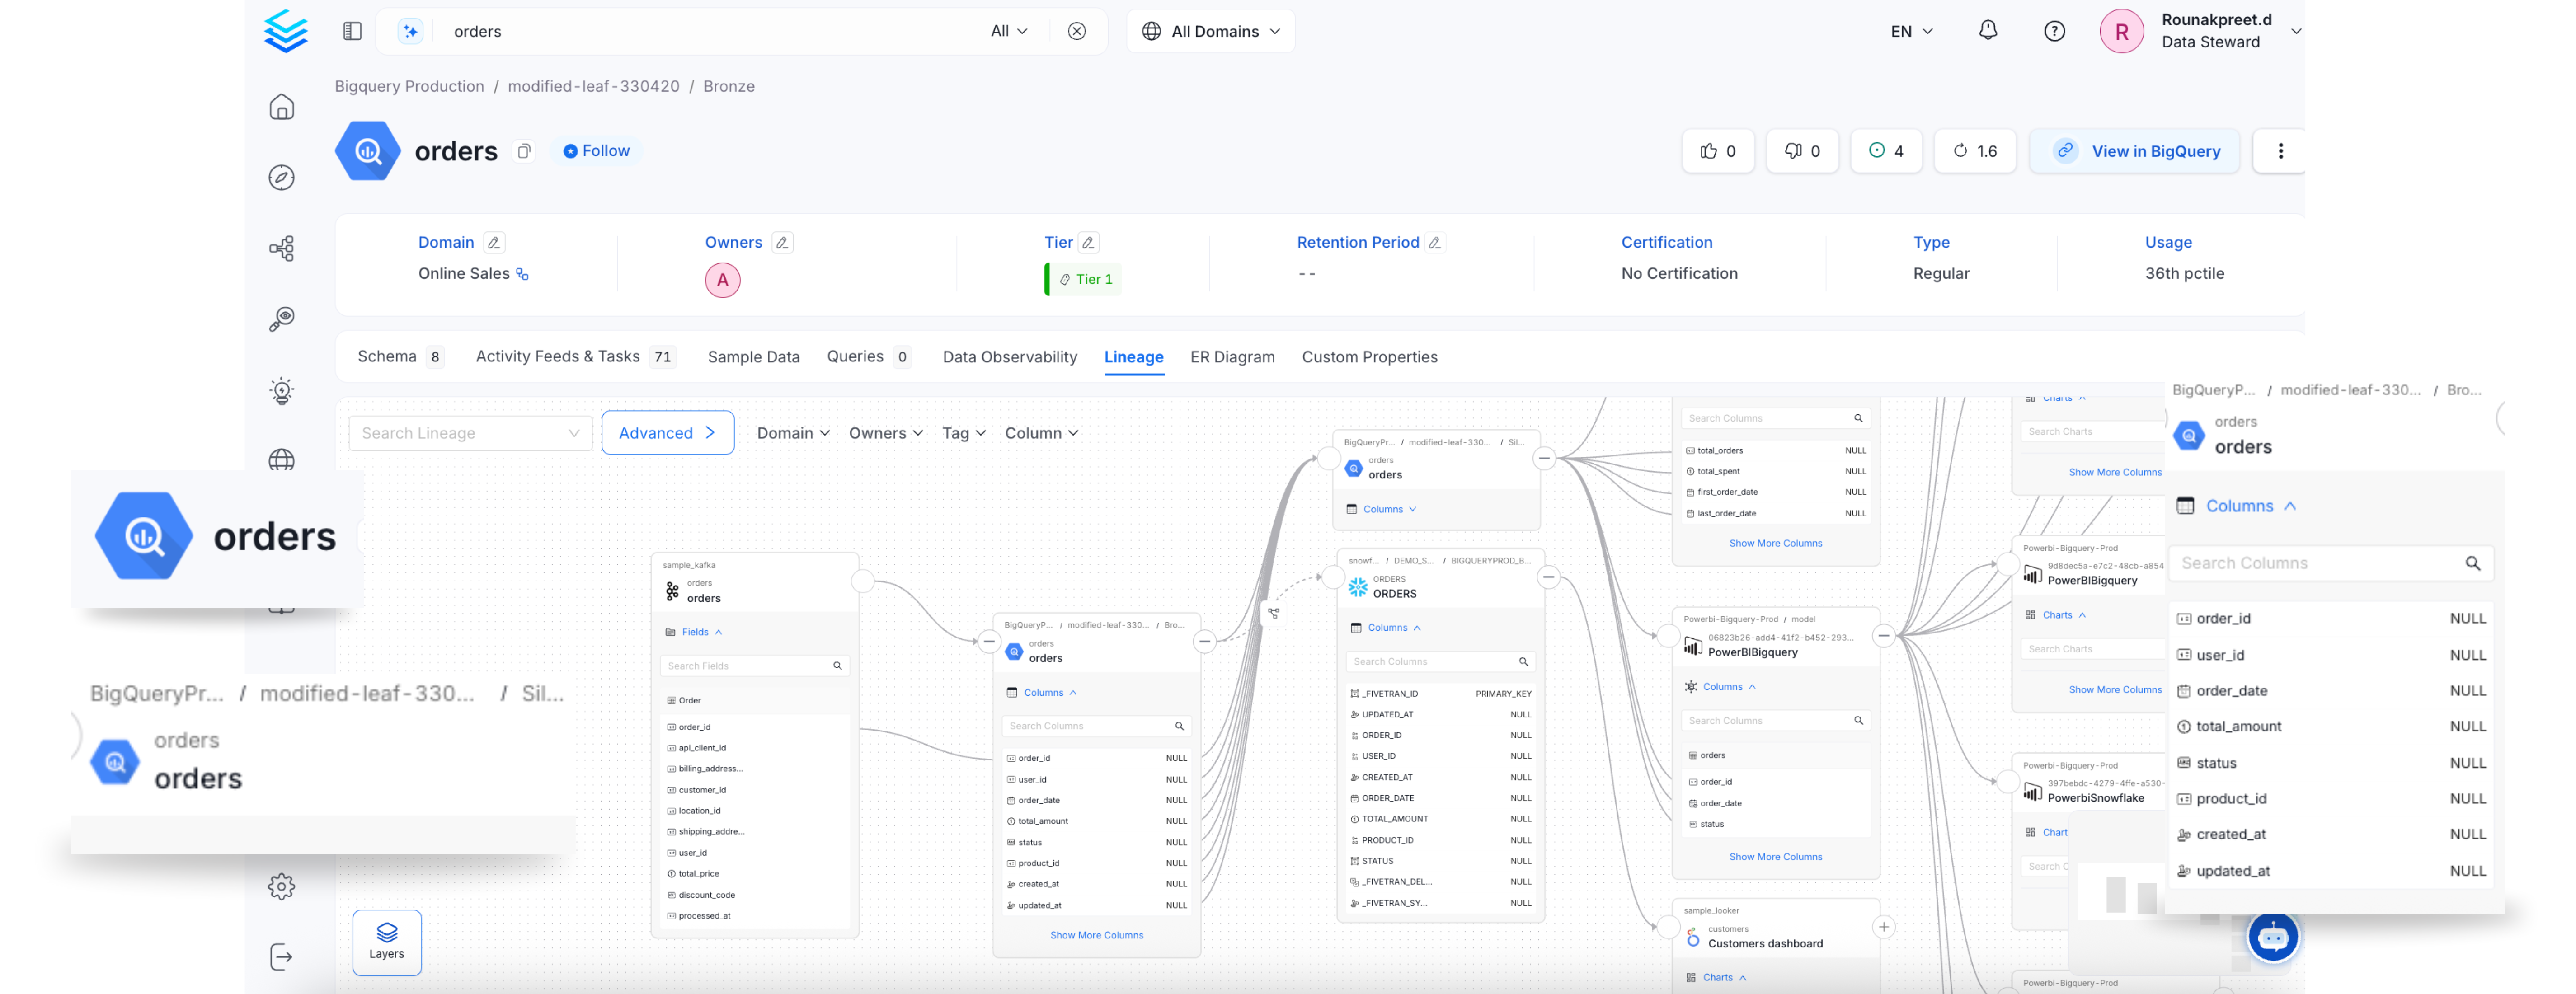 orders
All
All Domains
EN
R
Rounakpreet.d
Data Steward
Bigquery Production / modified-leaf-330420 / Bronze
orders
Follow
0
0
4
1.6
View in BigQuery
Domain
Online Sales
Owners
A
Tier
Tier 1
Retention Period
--
Certification
No Certification
Type
Regular
Usage
36th pctile
Schema 8
Activity Feeds & Tasks 71
Sample Data
Queries 0
Data Observability
Lineage
ER Diagram
Custom Properties
Search Lineage
Advanced
Domain
Owners
Tag
Column
orders
BigQueryPr... / modified-leaf-330... / Sil...
orders
orders
Layers
sample_kafka
orders
orders
Fields
Search Fields
Order
order_id
api_client_id
billing_address...
customer_id
location_id
shipping_addre...
user_id
total_price
discount_code
processed_at
BigQueryP... / modified-leaf-330... / Bro...
orders
orders
Columns
Search Columns
order_id NULL
user_id NULL
order_date NULL
total_amount NULL
status NULL
product_id NULL
created_at NULL
updated_at NULL
Show More Columns
BigQueryPr... / modified-leaf-330... / Sil...
orders
orders
Columns
snowf... / DEMO_S... / BIGQUERYPROD_B...
ORDERS
ORDERS
Columns
Search Columns
_FIVETRAN_ID PRIMARY_KEY
UPDATED_AT NULL
ORDER_ID NULL
USER_ID NULL
CREATED_AT NULL
ORDER_DATE NULL
TOTAL_AMOUNT NULL
PRODUCT_ID NULL
STATUS NULL
_FIVETRAN_DEL... NULL
_FIVETRAN_SY... NULL
Search Columns
total_orders NULL
total_spent NULL
first_order_date NULL
last_order_date NULL
Show More Columns
Powerbi-Bigquery-Prod / model
06823b26-add4-41f2-b452-293...
PowerBIBigquery
Columns
Search Columns
orders
order_id
order_date
status
Show More Columns
sample_looker
customers
Customers dashboard
Charts
Charts
Search Charts
Show More Columns
Powerbi-Bigquery-Prod
9d8dec5a-e7c2-48cb-a854
PowerBIBigquery
Charts
Search Charts
Show More Columns
Powerbi-Bigquery-Prod
397bebdc-4279-4ffe-a530-
PowerbiSnowflake
Chart
Search C
Powerbi-Bigquery-Prod
BigQueryP... / modified-leaf-330... / Bro...
orders
orders
Columns
Search Columns
order_id NULL
user_id NULL
order_date NULL
total_amount NULL
status NULL
product_id NULL
created_at NULL
updated_at NULL